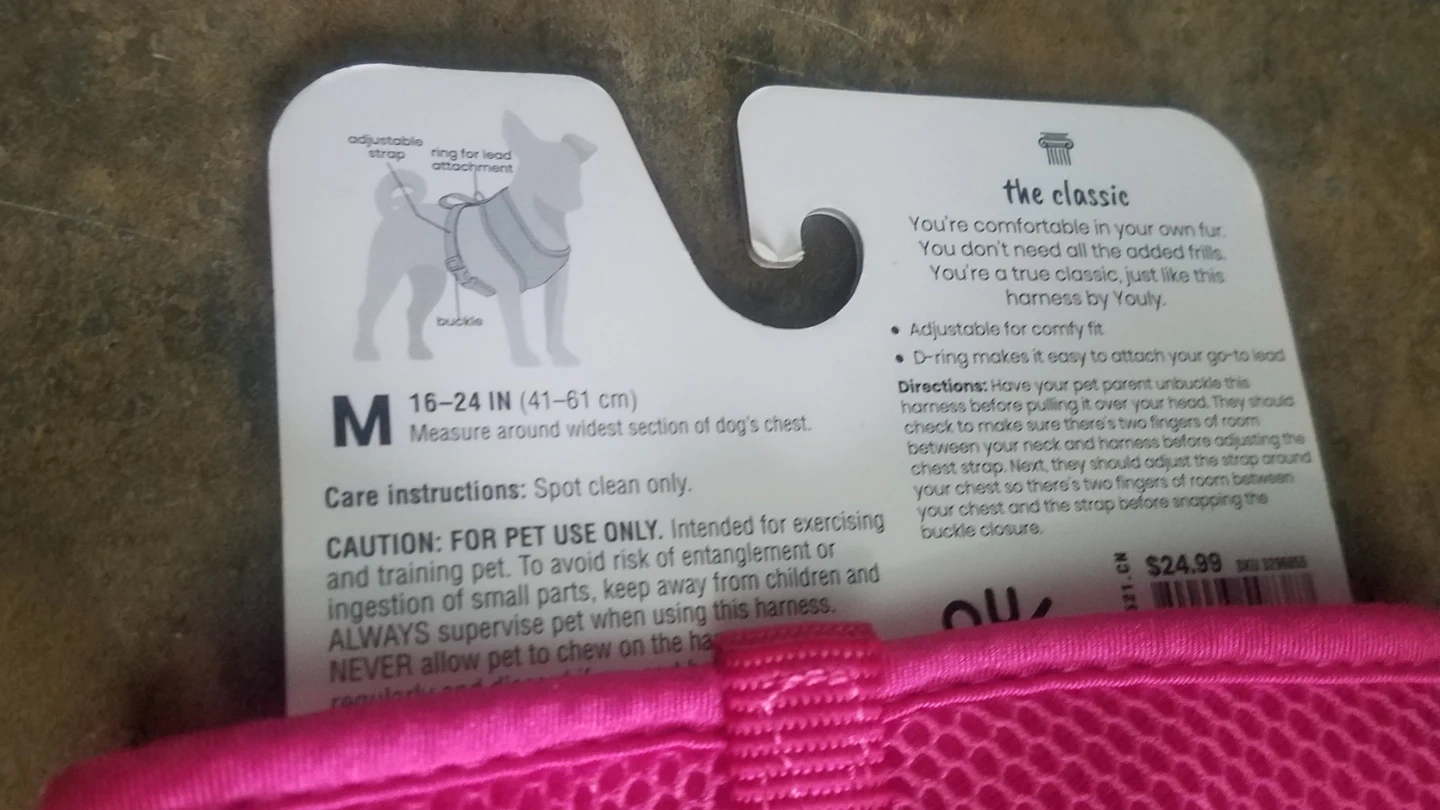 adjustable
strap
ring for lead
attachment
buckle
M 16–24 IN (41–61 cm)
Measure around widest section of dog's chest.
Care instructions: Spot clean only.
CAUTION: FOR PET USE ONLY. Intended for exercising
and training pet. To avoid risk of entanglement or
ingestion of small parts, keep away from children and
ALWAYS supervise pet when using this harness.
NEVER allow pet to chew on the
regularly and
the classic
You're comfortable in your own fur.
You don't need all the added frills.
You're a true classic, just like this
harness by Youly.
• Adjustable for comfy fit
• D-ring makes it easy to attach your go-to lead
Directions: Have your pet parent unbuckle this
harness before pulling it over your head. They should
check to make sure there's two fingers of room
between your neck and harness before adjusting the
chest strap. Next, they should adjust the strap around
your chest so there's two fingers of room between
your chest and the strap before snapping the
buckle closure.
$24.99 SKU